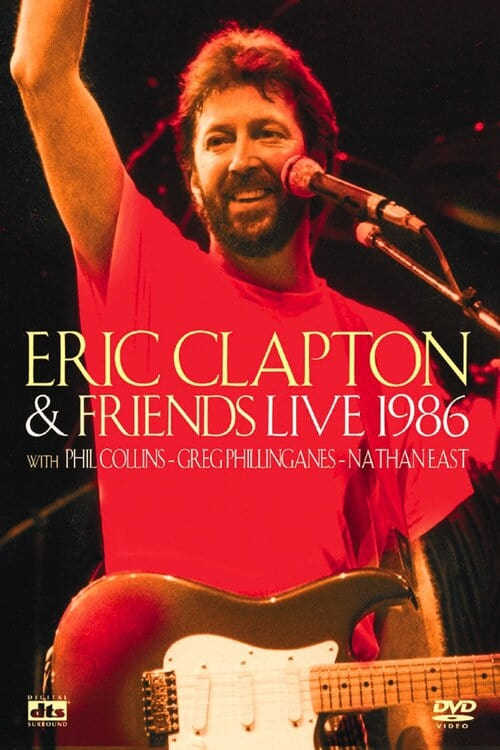 ERIC CLAPTON
& FRIENDS LIVE 1986
WITH PHIL COLLINS - GREG PHILLINGANES - NATHAN EAST
DIGITAL
dts
SURROUND
DVD
VIDEO